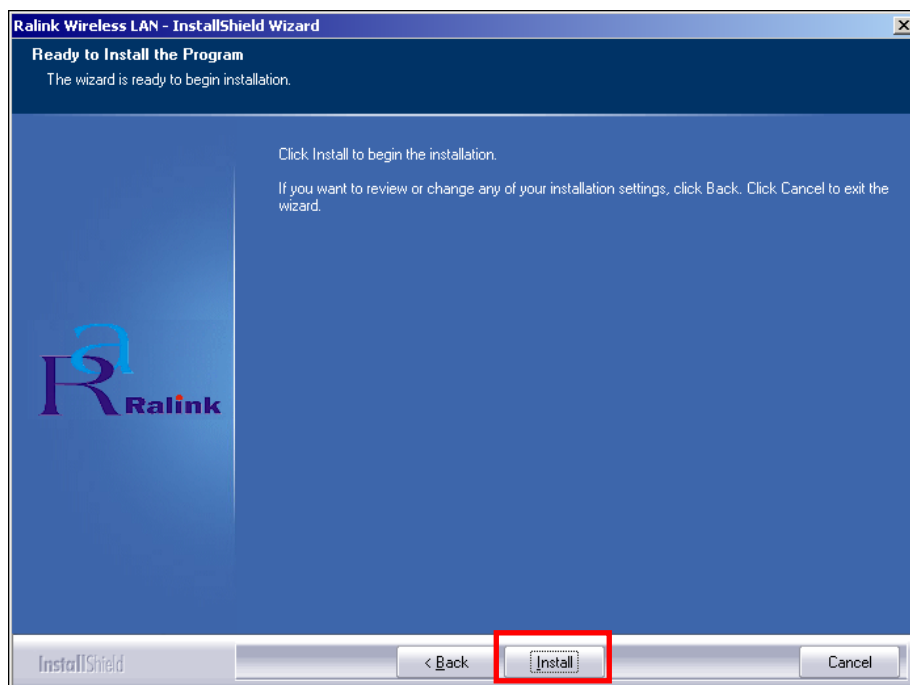 Ralink Wireless LAN - InstallShield Wizard
Ready to Install the Program
The wizard is ready to begin installation.
Click Install to begin the installation.
If you want to review or change any of your installation settings, click Back. Click Cancel to exit the
wizard.
Ra
Ralink
InstallShield
< Back
Install
Cancel